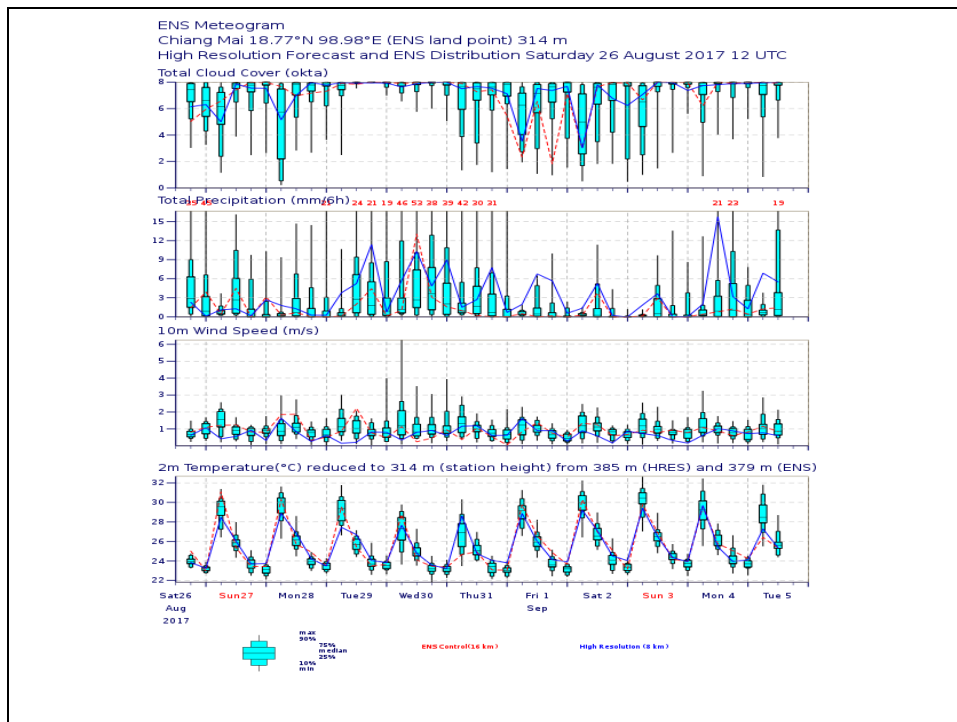 ENS Meteogram
Chiang Mai 18.77°N 98.98°E (ENS land point) 314 m
High Resolution Forecast and ENS Distribution Saturday 26 August 2017 12 UTC
Total Cloud Cover (okta)
8
6
4
2
0
Total Precipitation (mm/6h)
24 21 19 46 53 38 39 42 30 31 21 23 19
15
12
9
6
3
0
10m Wind Speed (m/s)
6
5
4
3
2
1
2m Temperature(°C) reduced to 314 m (station height) from 385 m (HRES) and 379 m (ENS)
32
30
28
26
24
22
Sat26 Sun27 Mon28 Tue29 Wed30 Thu31 Fri 1 Sat 2 Sun 3 Mon 4 Tue 5
Aug Sep
2017
max
90%
75%
median
25%
10%
min
ENS Control(16 km)
High Resolution (8 km)